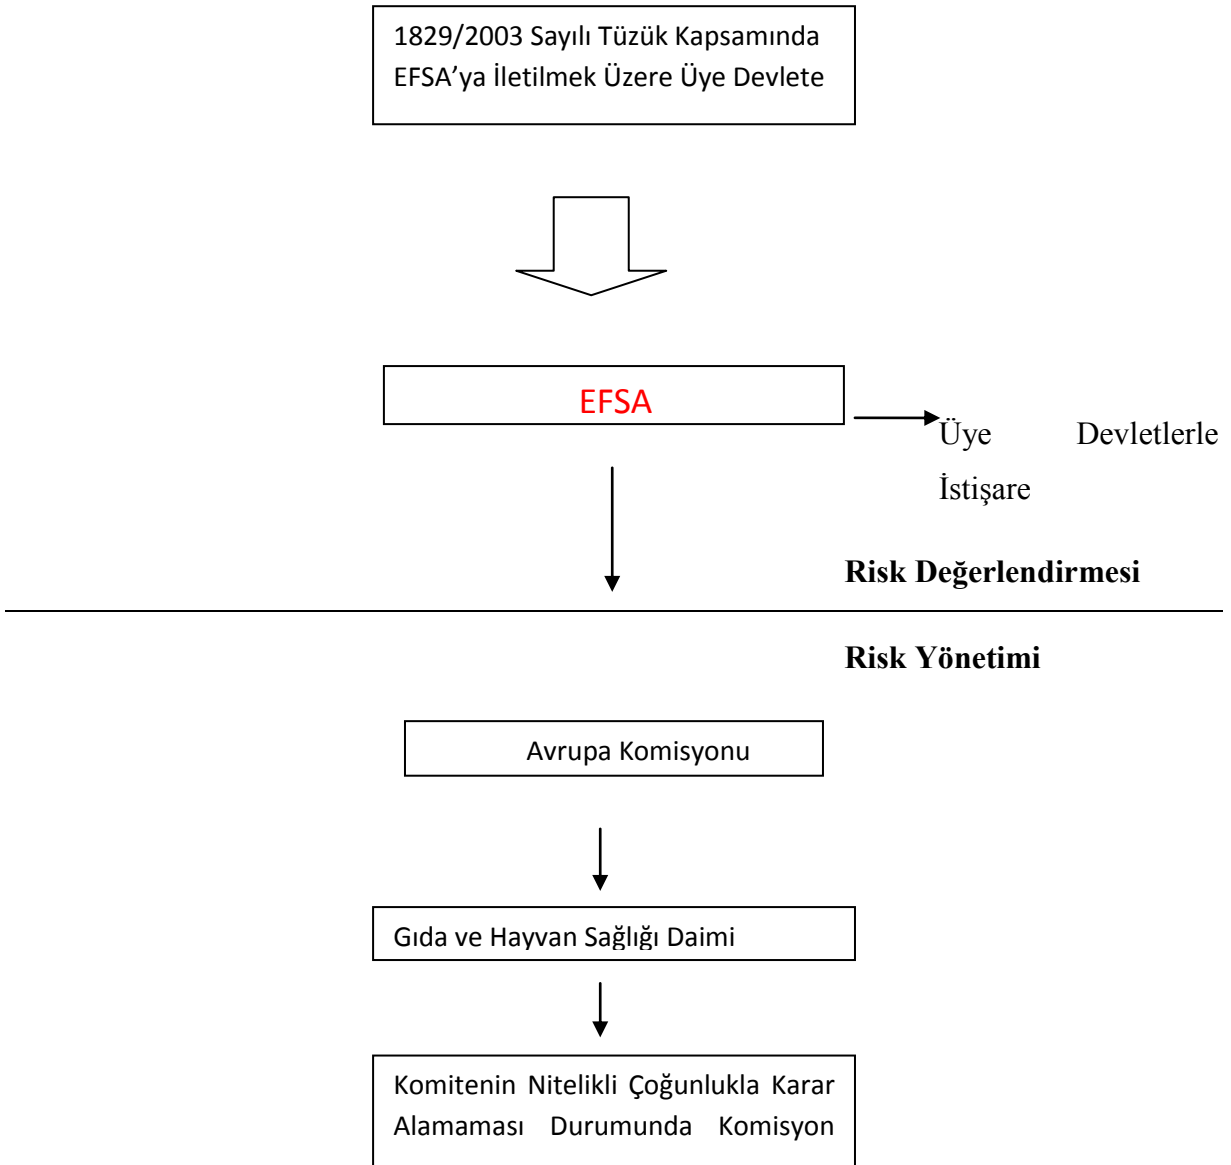 1829/2003 Sayılı Tüzük Kapsamında
EFSA’ya İletilmek Üzere Üye Devlete
EFSA
Üye Devletlerle
İstişare
Risk Değerlendirmesi
Risk Yönetimi
Avrupa Komisyonu
Gıda ve Hayvan Sağlığı Daimi
Komitenin Nitelikli Çoğunlukla Karar
Alamaması Durumunda Komisyon